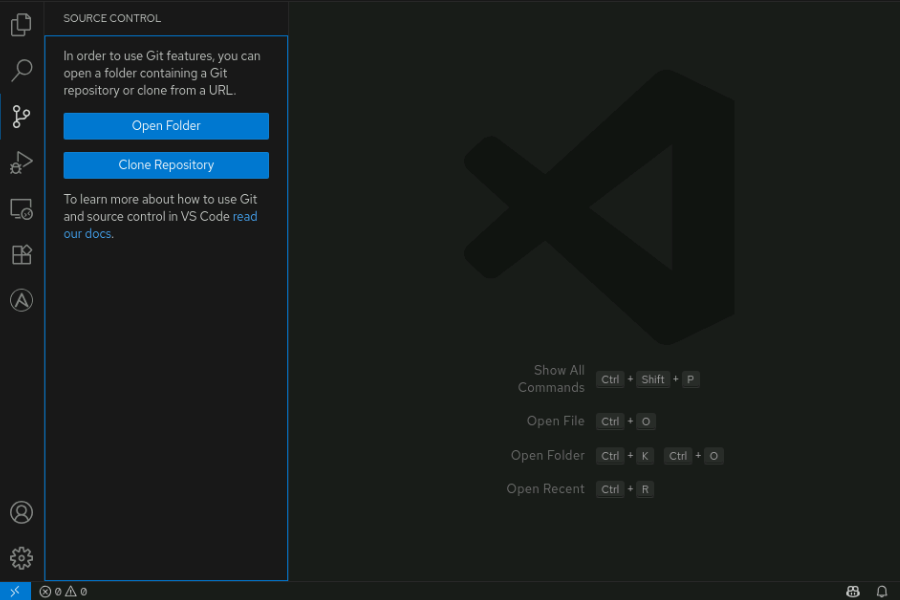 SOURCE CONTROL
In order to use Git features, you can
open a folder containing a Git
repository or clone from a URL.
Open Folder
Clone Repository
To learn more about how to use Git
and source control in VS Code read
our docs.
Show All
Commands
Ctrl + Shift + P
Open File
Ctrl + O
Open Folder
Ctrl + K Ctrl + O
Open Recent
Ctrl + R
0 0